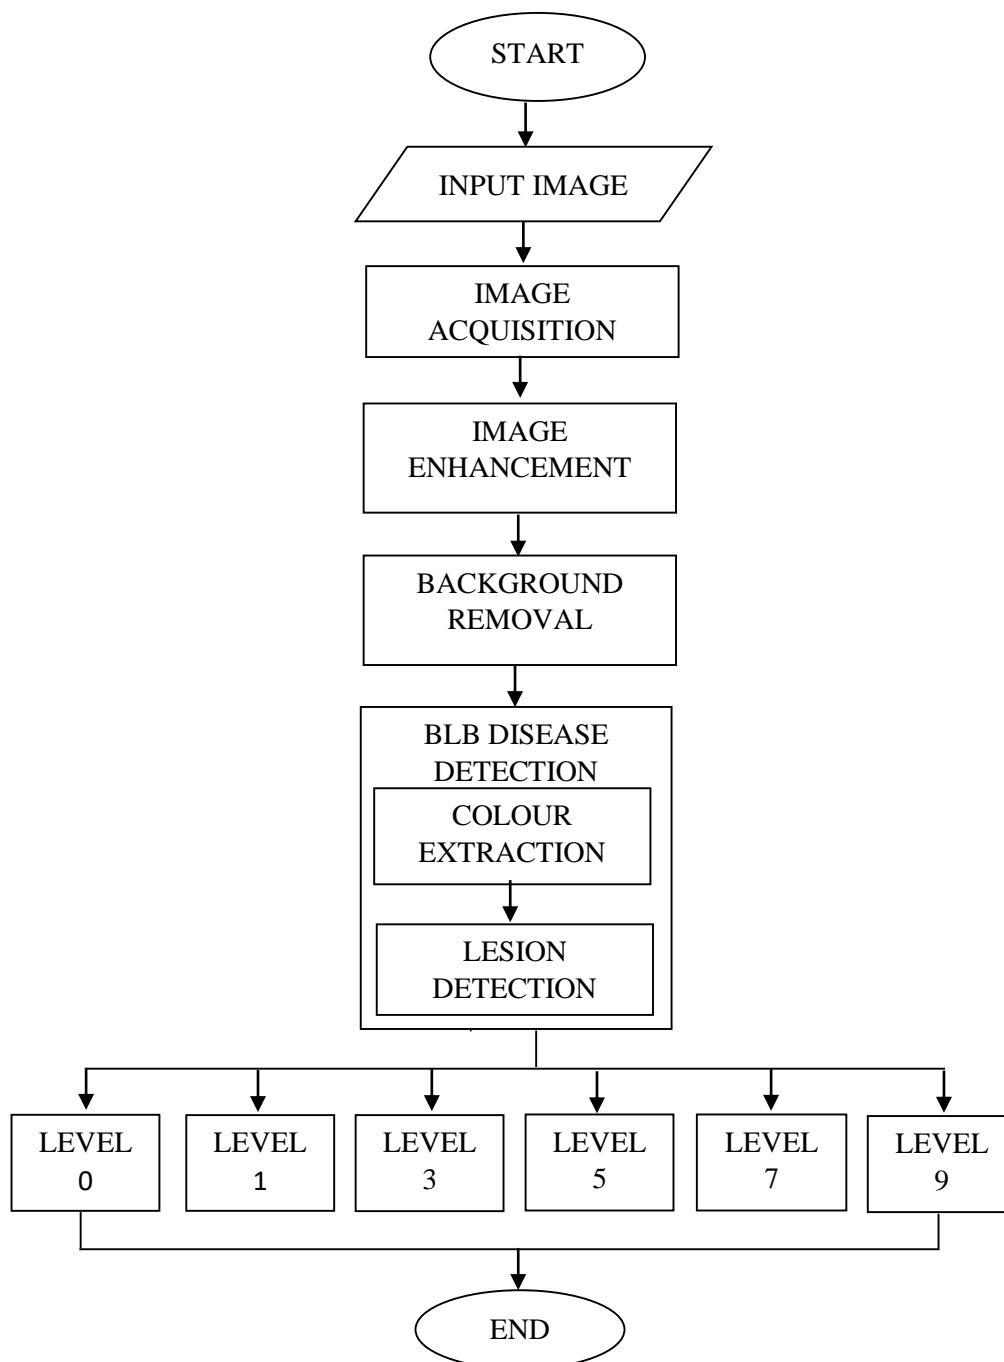 START
INPUT IMAGE
IMAGE
ACQUISITION
IMAGE
ENHANCEMENT
BACKGROUND
REMOVAL
BLB DISEASE
DETECTION
COLOUR
EXTRACTION
LESION
DETECTION
LEVEL
0
LEVEL
1
LEVEL
3
LEVEL
5
LEVEL
7
LEVEL
9
END